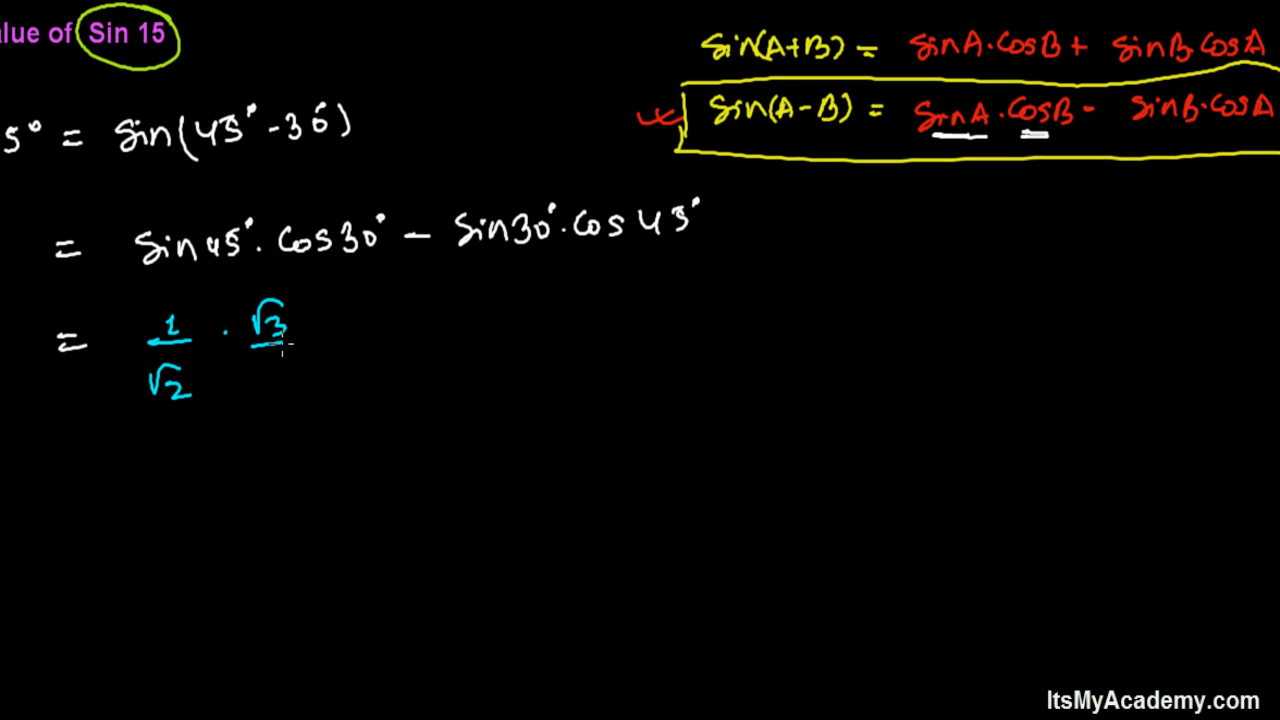 alue of Sin 15
sin(A+B) = sinA·cosB + sinB cosA
sin(A-B) = sinA·cosB - sinB·cosA
5° = sin(45°-30°)
= sin45°·cos30° - sin30°·cos45°
= 1/√2 · √3/
ItsMyAcademy.com